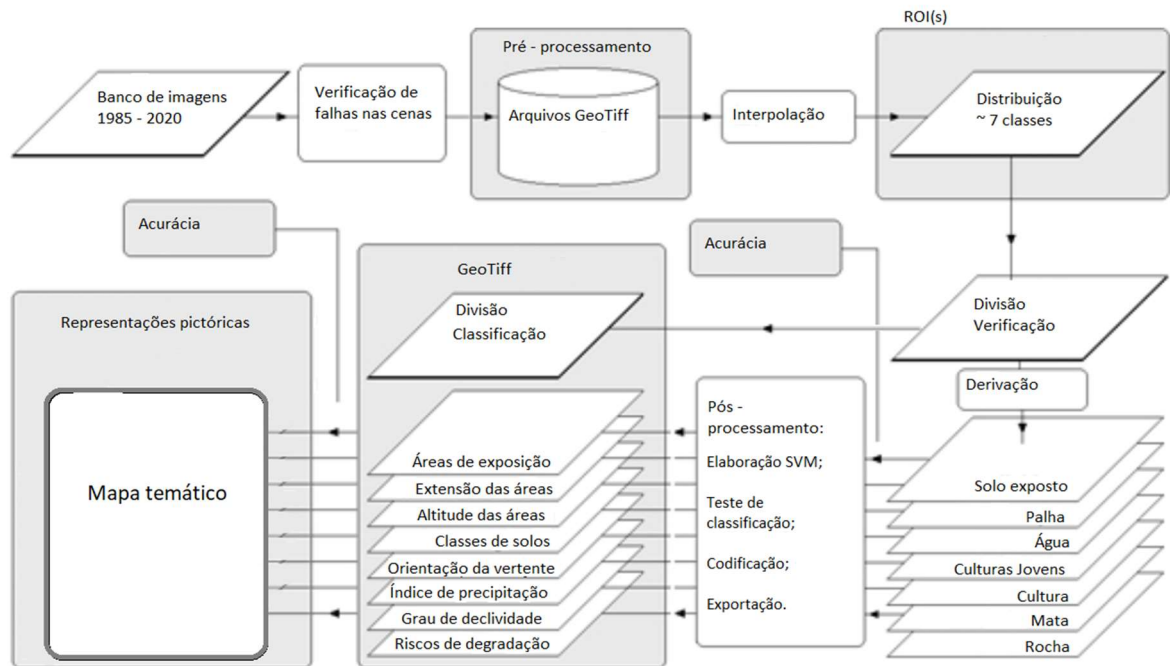 ROI(s)
Pré - processamento
Banco de imagens
1985 - 2020
Verificação de
falhas nas cenas
Arquivos GeoTiff
Interpolação
Distribuição
~ 7 classes
Acurácia
Acurácia
GeoTiff
Divisão
Classificação
Divisão
Verificação
Derivação
Representações pictóricas
Mapa temático
Áreas de exposição
Extensão das áreas
Altitude das áreas
Classes de solos
Orientação da vertente
Índice de precipitação
Grau de declividade
Riscos de degradação
Pós -
processamento:
Elaboração SVM;
Teste de
classificação;
Codificação;
Exportação.
Solo exposto
Palha
Água
Culturas Jovens
Cultura
Mata
Rocha